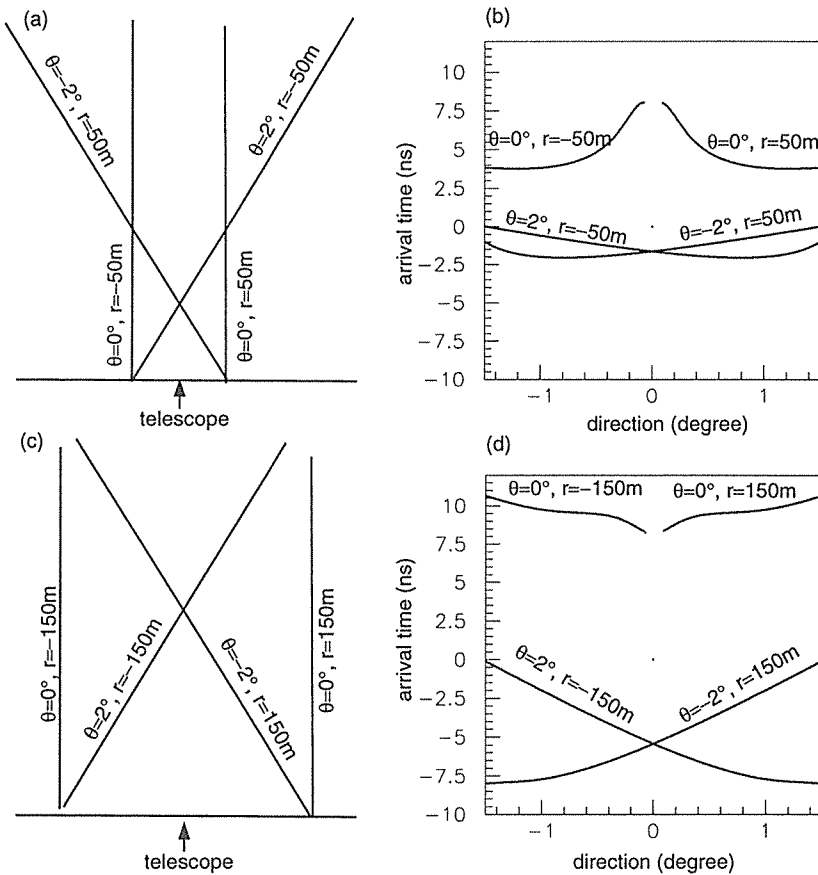 (a)
θ=−2°, r=50m
θ=2°, r=−50m
θ=0°, r=−50m
θ=0°, r=50m
telescope
(b)
arrival time (ns)
10
7.5
5
2.5
0
−2.5
−5
−7.5
−10
θ=0°, r=−50m
θ=0°, r=50m
θ=2°, r=−50m
θ=−2°, r=50m
−1
0
1
direction (degree)
(c)
θ=0°, r=−150m
θ=2°, r=−150m
θ=−2°, r=150m
θ=0°, r=150m
telescope
(d)
arrival time (ns)
10
7.5
5
2.5
0
−2.5
−5
−7.5
−10
θ=0°, r=−150m
θ=0°, r=150m
θ=2°, r=−150m
θ=−2°, r=150m
−1
0
1
direction (degree)